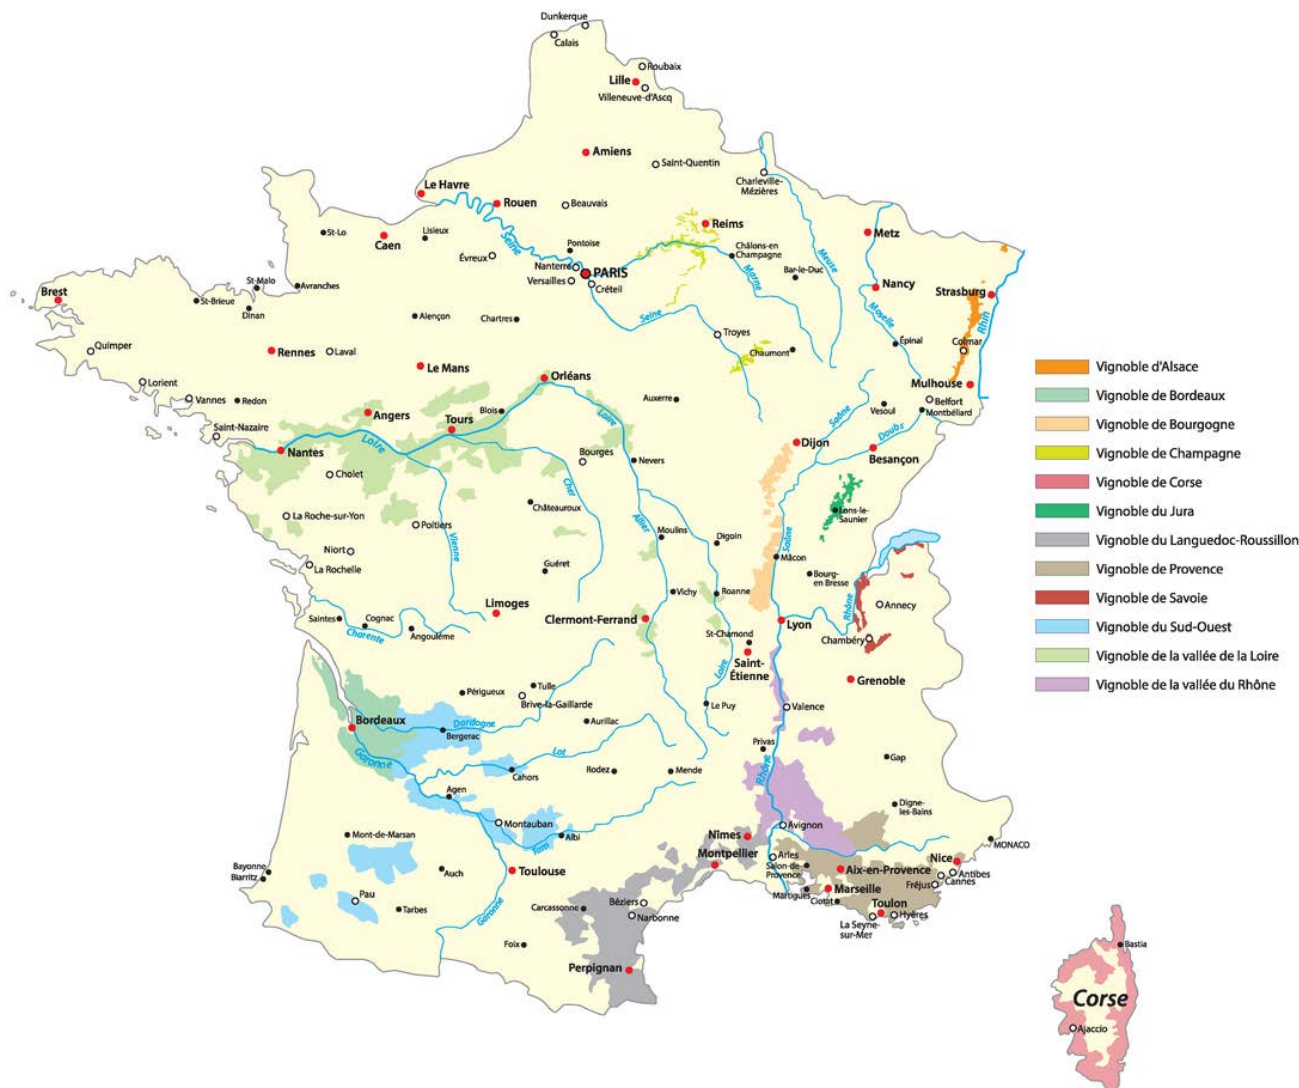 Dunkerque
Calais
Roubaix
Lille
Villeneuve-d'Ascq
Amiens
Saint-Quentin
Charleville-
Mézières
Le Havre
Rouen
Beauvais
Reims
Metz
St-Lo
Caen
Lisieux
Seine
Pontoise
Châlons-en
Champagne
Meuse
Évreux
Nanterre
PARIS
Versailles
Créteil
Marne
Bar-le-Duc
Nancy
Strasburg
Brest
St-Malo
Avranches
St-Brieue
Dinan
Alençon
Chartres
Seine
Troyes
Moselle
Rhin
Quimper
Rennes
Laval
Chaumont
Épinal
Colmar
Le Mans
Orléans
Mulhouse
Lorient
Vannes
Redon
Auxerre
Vesoul
Belfort
Montbéliard
Angers
Blois
Tours
Loire
Saône
Doubs
Saint-Nazaire
Nantes
Loire
Dijon
Besançon
Bourges
Nevers
Cholet
Cher
La Roche-sur-Yon
Poitiers
Châteauroux
Allier
Lons-le-
Saunier
Vienne
Moulins
Digoin
Saône
Niort
La Rochelle
Guéret
Mâcon
Bourg-
en Bresse
Vichy
Roanne
Rhône
Annecy
Limoges
Saintes
Cognac
Charente
Angouléme
Clermont-Ferrand
Lyon
St-Chamond
Chambéry
Saint-
Étienne
Loire
Grenoble
Périgueux
Tulle
Brive-la-Gaillarde
Le Puy
Valence
Bordeaux
Dordogne
Bergerac
Aurillac
Privas
Garonne
Lot
Cahors
Rodez
Mende
Rhône
Gap
Agen
Digne-
les-Bains
Mont-de-Marsan
Montauban
Tarn
Albi
Nîmes
Avignon
MONACO
Montpellier
Arles
Salon-de-
Provence
Aix-en-Provence
Nice
Antibes
Cannes
Fréjus
Bayonne
Biarritz
Auch
Toulouse
Martigues
Marseille
Ciotat
Toulon
Hyères
La Seyne-
sur-Mer
Pau
Tarbes
Garonne
Carcassonne
Béziers
Narbonne
Foix
Perpignan
Bastia
Corse
Ajaccio
Vignoble d'Alsace
Vignoble de Bordeaux
Vignoble de Bourgogne
Vignoble de Champagne
Vignoble de Corse
Vignoble du Jura
Vignoble du Languedoc-Roussillon
Vignoble de Provence
Vignoble de Savoie
Vignoble du Sud-Ouest
Vignoble de la vallée de la Loire
Vignoble de la vallée du Rhône